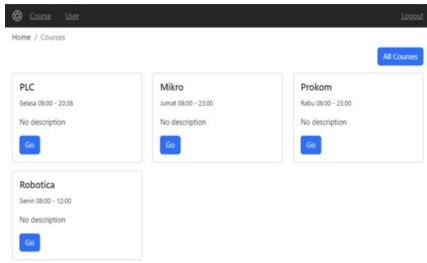 Course User Logout
Home / Courses
All Courses
PLC
Selasa 08:00 - 20:38
No description
Go
Mikro
Jumat 08:00 - 23:00
No description
Go
Prokom
Rabu 08:00 - 23:00
No description
Go
Robotica
Senin 08:00 - 12:00
No description
Go